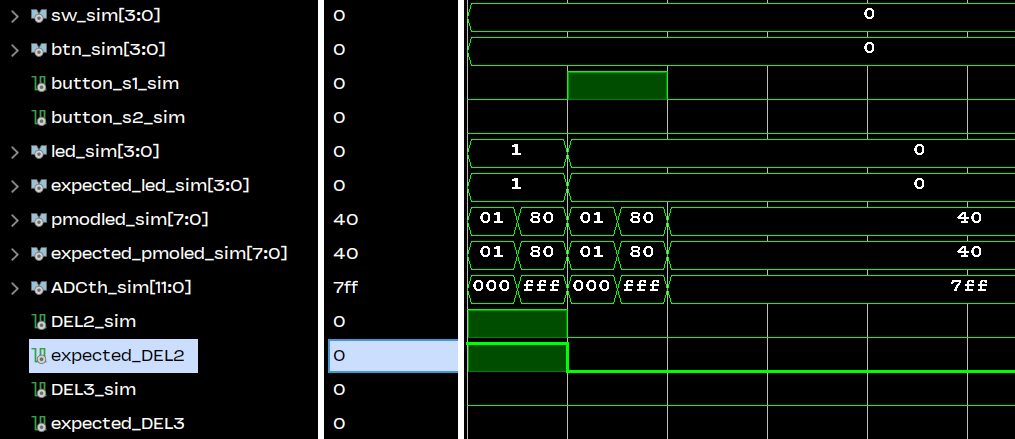 sw_sim[3:0] 0 0
btn_sim[3:0] 0 0
button_s1_sim 0
button_s2_sim 0
led_sim[3:0] 0 1 0
expected_led_sim[3:0] 0 1 0
pmodled_sim[7:0] 40 01 80 01 80 40
expected_pmoled_sim[7:0] 40 01 80 01 80 40
ADCth_sim[11:0] 7ff 000 fff 000 fff 7ff
DEL2_sim 0
expected_DEL2 0
DEL3_sim 0
expected_DEL3 0